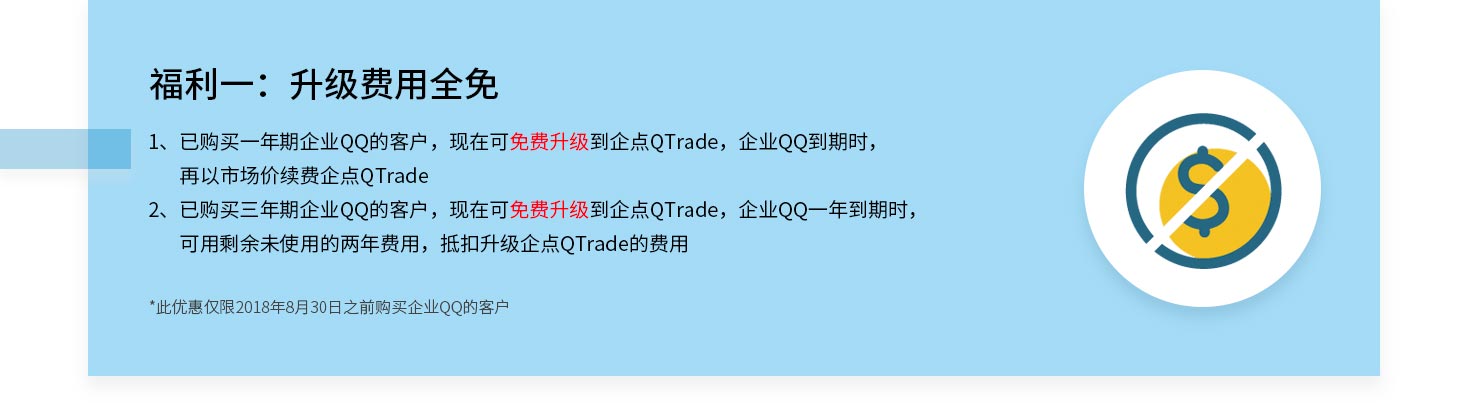 福利一：升级费用全免
1、已购买一年期企业QQ的客户，现在可免费升级到企点QTrade，企业QQ到期时，
再以市场价续费企点QTrade
2、已购买三年期企业QQ的客户，现在可免费升级到企点QTrade，企业QQ一年到期时，
可用剩余未使用的两年费用，抵扣升级企点QTrade的费用
*此优惠仅限2018年8月30日之前购买企业QQ的客户